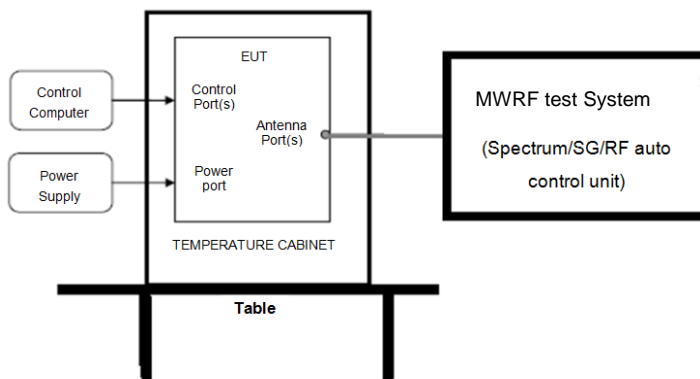 EUT
Control
Computer
Control
Port(s)
Antenna
Port(s)
Power
Supply
Power
port
TEMPERATURE CABINET
Table
MWRF test System
(Spectrum/SG/RF auto
control unit)